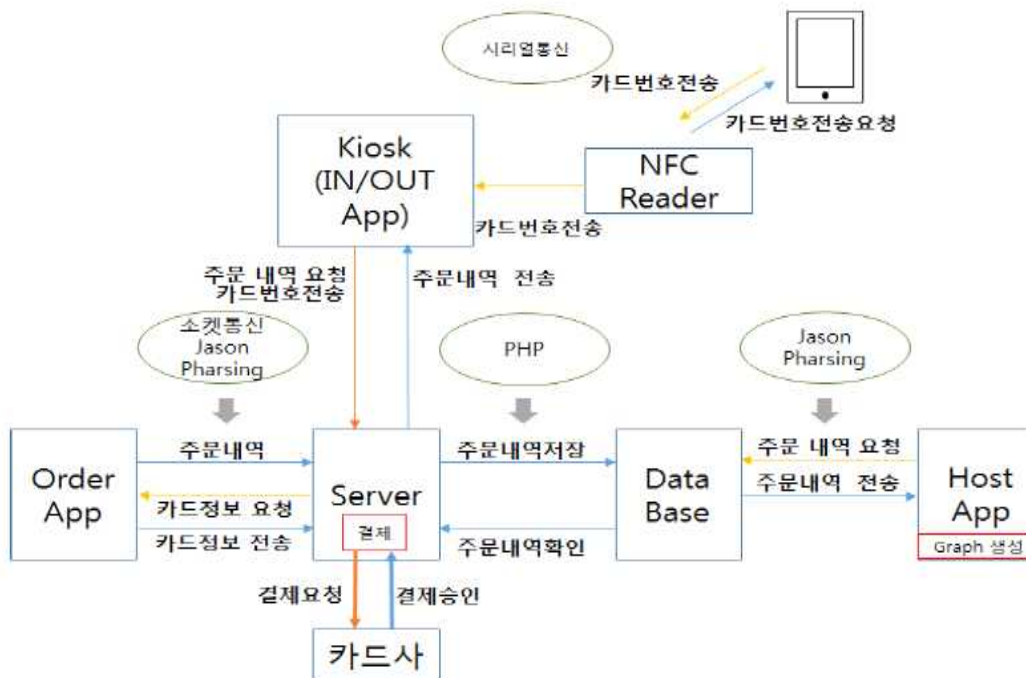 시리얼통신
카드번호전송
카드번호전송요청
Kiosk
(IN/OUT
App)
NFC
Reader
카드번호전송
주문 내역 요청
카드번호전송
주문내역 전송
소켓통신
Jason
Pharsing
PHP
Jason
Pharsing
Order
App
주문내역
카드정보 요청
카드정보 전송
Server
결제
주문내역저장
주문내역확인
Data
Base
주문 내역 요청
주문내역 전송
Host
App
Graph 생성
결제요청
결제승인
카드사